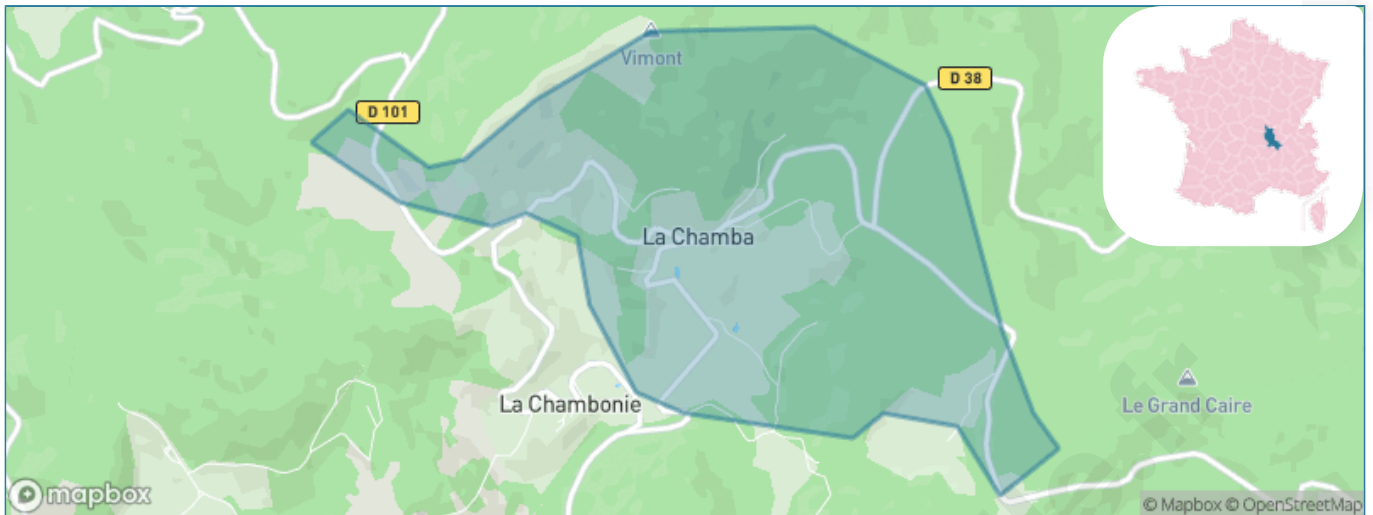 Vimont
D 38
D 101
La Chamba
La Chambonie
Le Grand Caire
mapbox
© Mapbox © OpenStreetMap